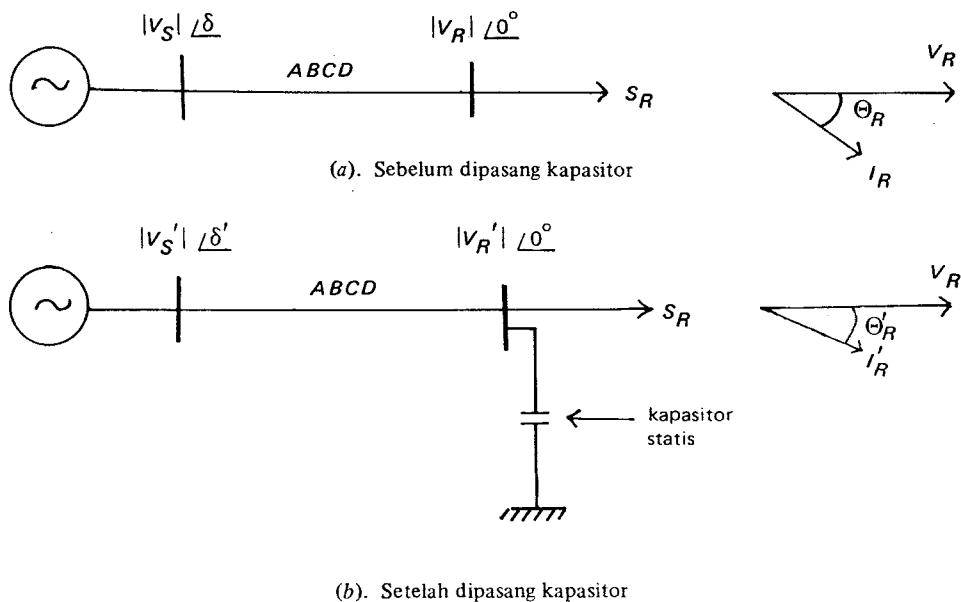 |V_S| ∠δ
|V_R| ∠0°
ABCD
S_R
V_R
Θ_R
I_R
(a). Sebelum dipasang kapasitor
|V_S'| ∠δ'
|V_R'| ∠0°
ABCD
S_R
V_R
Θ'_R
I'_R
kapasitor
statis
(b). Setelah dipasang kapasitor